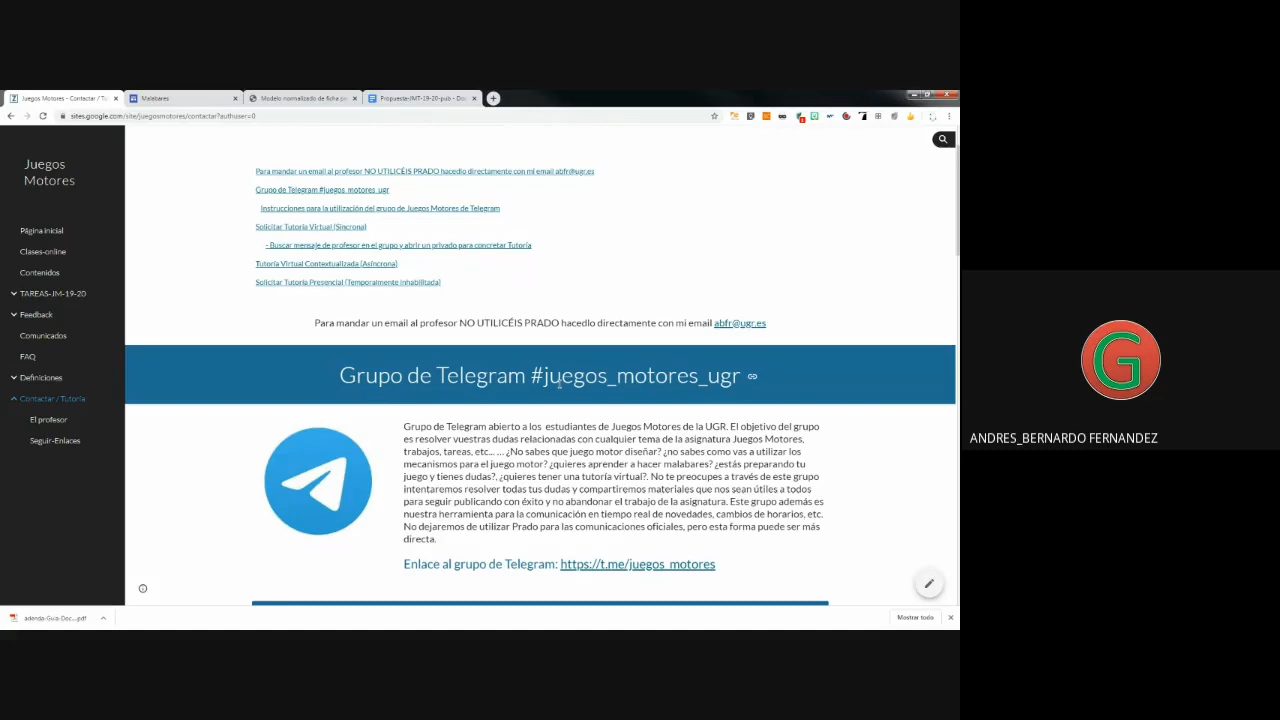 Juegos Motores - Contactar / Tu
Malabares
Modelo normalizado de ficha pe
Propuesta-JMT-19-20-pub - Doc
sites.google.com/site/juegosmotores/contactar?authuser=0
Juegos
Motores
Página inicial
Clases-online
Contenidos
TAREAS-JM-19-20
Feedback
Comunicados
FAQ
Definiciones
Contactar / Tutoría
El profesor
Seguir-Enlaces
Para mandar un email al profesor NO UTILICÉIS PRADO hacedlo directamente con mi email abfr@ugr.es
Grupo de Telegram #juegos_motores_ugr
Instrucciones para la utilización del grupo de Juegos Motores de Telegram
Solicitar Tutoría Virtual (Síncrona)
- Buscar mensaje de profesor en el grupo y abrir un privado para concretar Tutoría
Tutoría Virtual Contextualizada (Asíncrona)
Solicitar Tutoría Presencial (Temporalmente Inhabilitada)
Para mandar un email al profesor NO UTILICÉIS PRADO hacedlo directamente con mi email abfr@ugr.es
Grupo de Telegram #juegos_motores_ugr
Grupo de Telegram abierto a los estudiantes de Juegos Motores de la UGR. El objetivo del grupo
es resolver vuestras dudas relacionadas con cualquier tema de la asignatura Juegos Motores,
trabajos, tareas, etc... ... ¿No sabes que juego motor diseñar? ¿no sabes como vas a utilizar los
mecanismos para el juego motor? ¿quieres aprender a hacer malabares? ¿estás preparando tu
juego y tienes dudas?, ¿quieres tener una tutoría virtual?. No te preocupes a través de este grupo
intentaremos resolver todas tus dudas y compartiremos materiales que nos sean útiles a todos
para seguir publicando con éxito y no abandonar el trabajo de la asignatura. Este grupo además es
nuestra herramienta para la comunicación en tiempo real de novedades, cambios de horarios, etc.
No dejaremos de utilizar Prado para las comunicaciones oficiales, pero esta forma puede ser más
directa.
Enlace al grupo de Telegram: https://t.me/juegos_motores
adenda-Guia-Doc....pdf
Mostrar todo
G
ANDRES_BERNARDO FERNANDEZ